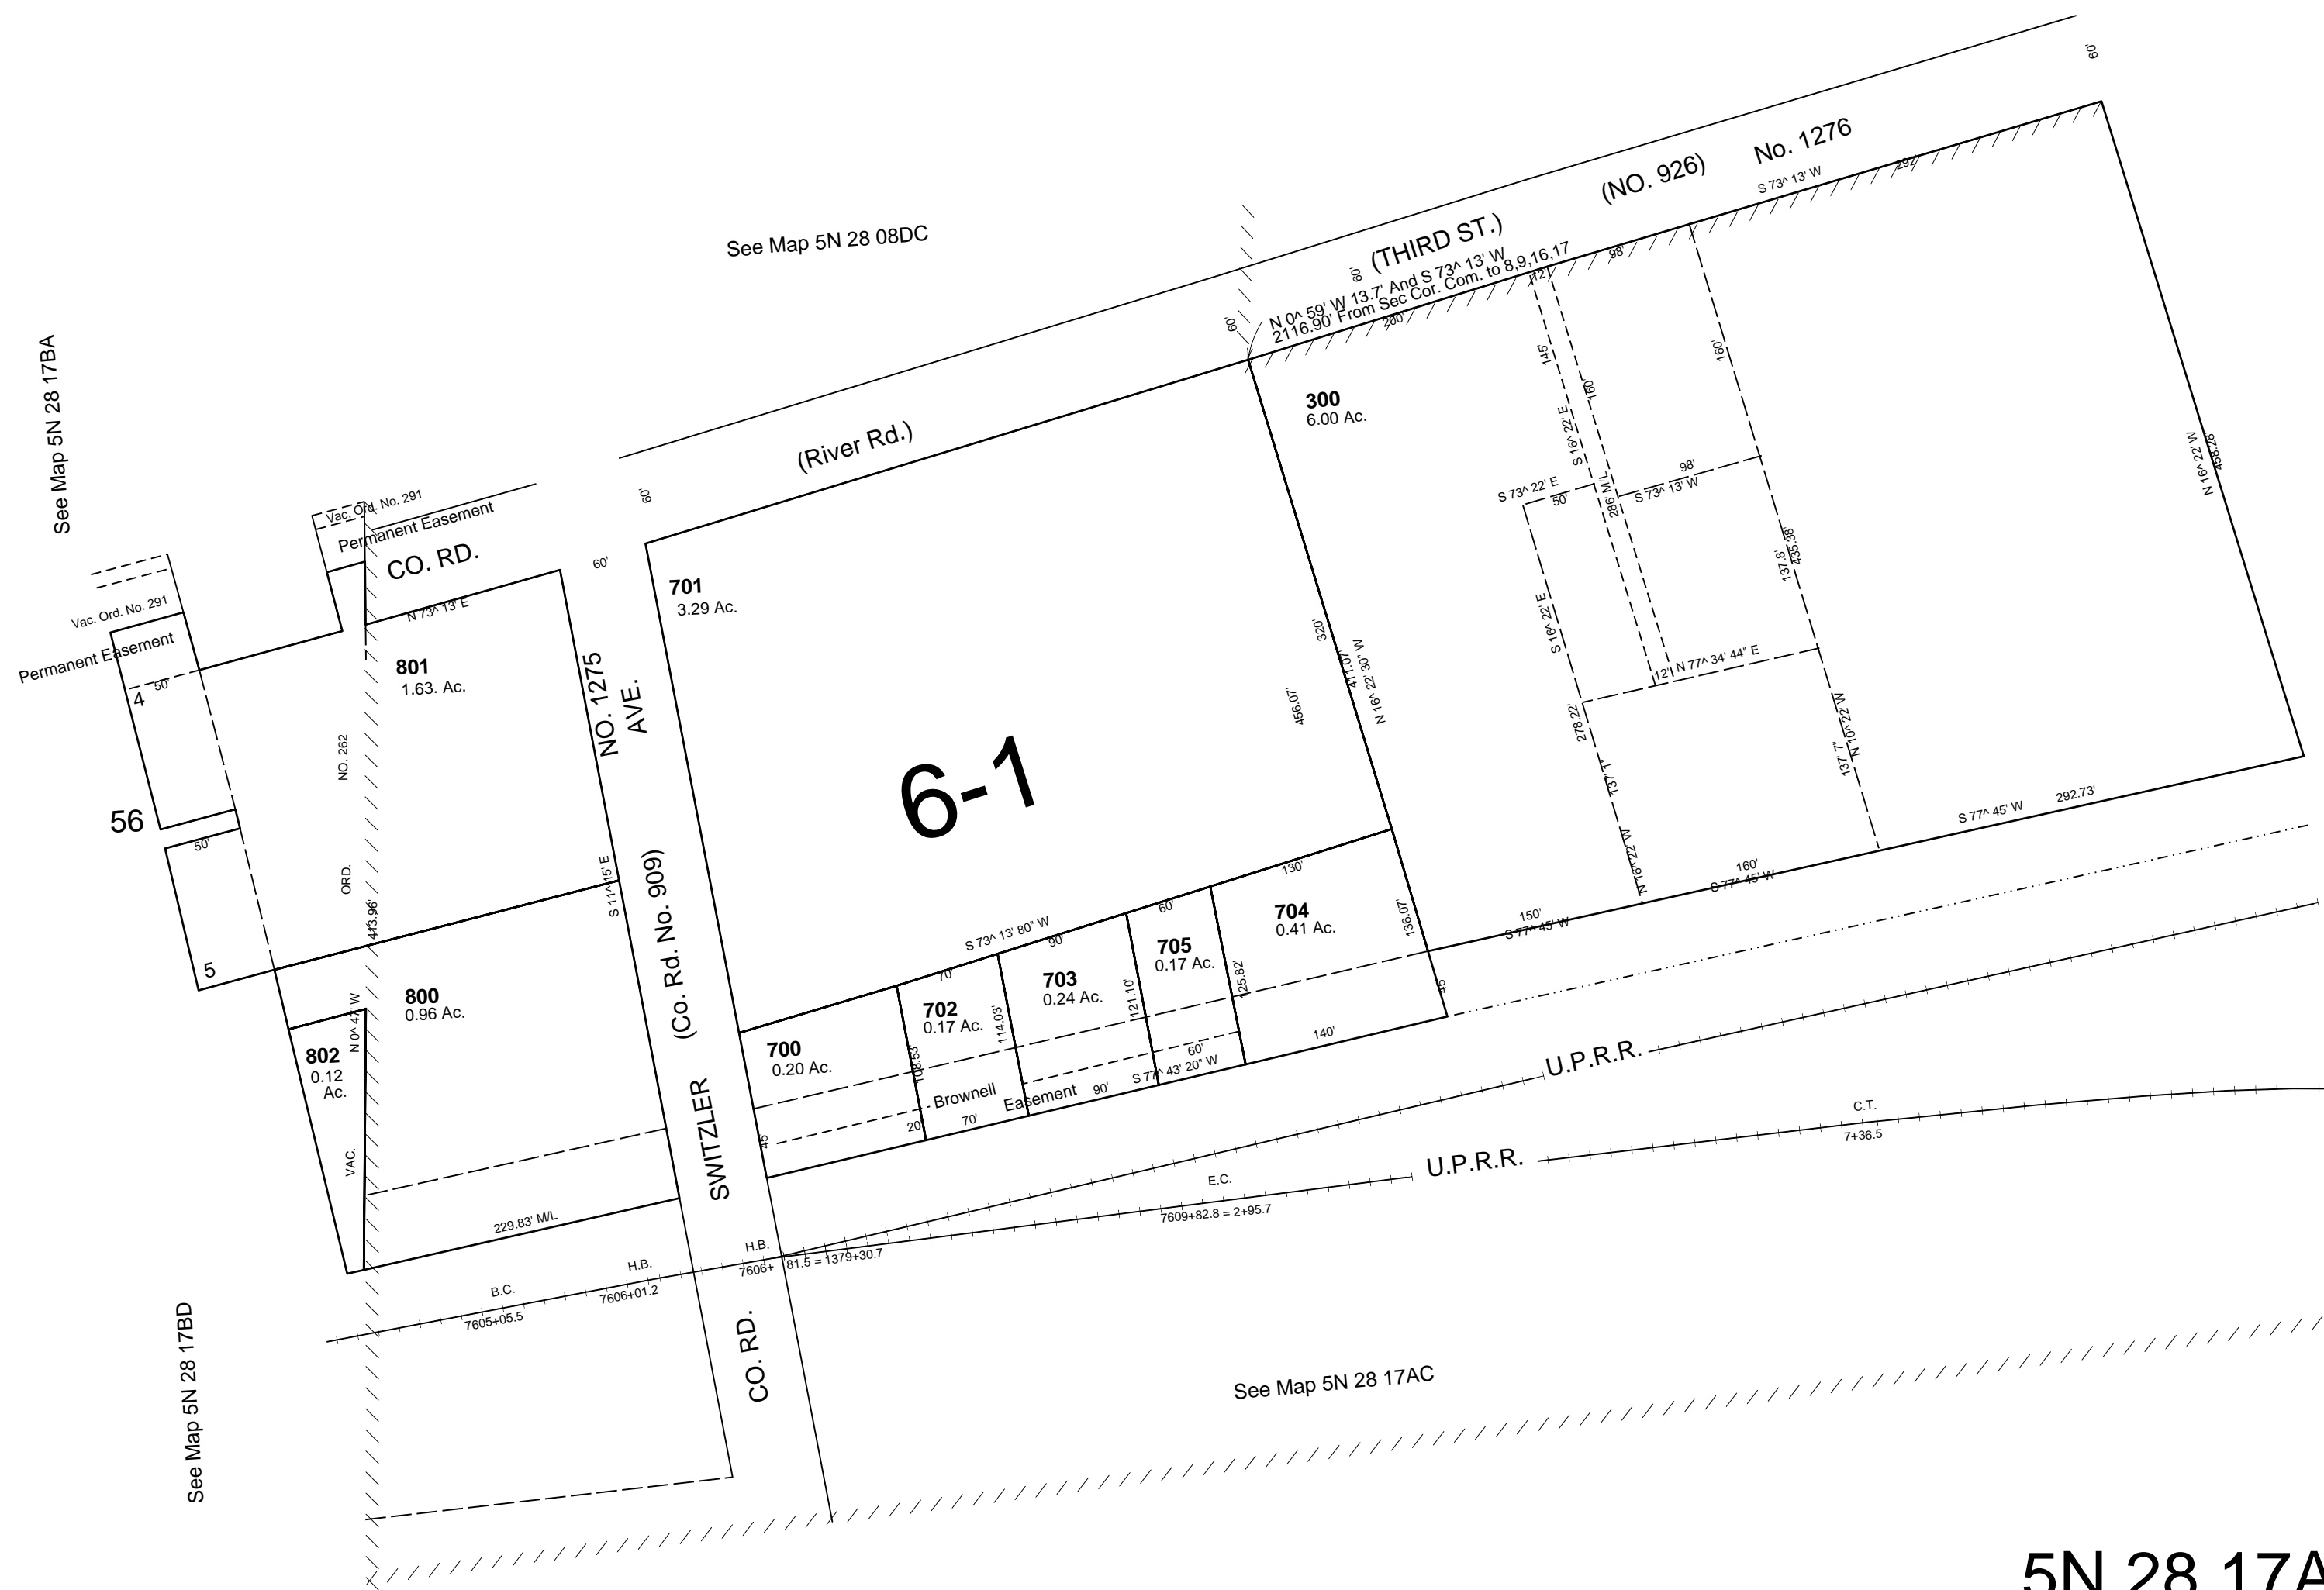 60'
No. 1276
(NO. 926)
S 73^ 13' W
292'
(THIRD ST.)
60'
N 0^ 59' W 13.7' And S 73^ 13' W
2116.90' From Sec Cor. Com. to 8,9,16,17
12'
98'
200'
60'
See Map 5N 28 08DC
See Map 5N 28 17BA
(River Rd.)
60'
60'
Vac. Ord. No. 291
Permanent Easement
CO. RD.
N 73^ 13' E
Vac. Ord. No. 291
Permanent Easement
4
50'
56
50'
5
300
6.00 Ac.
145'
160'
160'
S 16^ 22' E
286' M/L
S 73^ 22' E
50'
98'
S 73^ 13' W
N 16^ 22' W
458.28'
137.8'
435.38'
S 16^ 22' E
12'
N 77^ 34' 44" E
278.22'
137' 1"
N 16^ 22' W
137' 7"
N 10^ 22' W
S 77^ 45' W
292.73'
160'
S 77^ 45' W
150'
S 77^ 45' W
701
3.29 Ac.
320'
411.07'
N 16^ 22' 30" W
456.07'
6-1
801
1.63. Ac.
NO. 1275
AVE.
NO. 262
ORD.
413.96'
S 11^ 15' E
(Co. Rd. No. 909)
SWITZLER
CO. RD.
800
0.96 Ac.
N 0^ 47' W
802
0.12
Ac.
VAC.
229.83' M/L
S 73^ 13' 80" W
70'
90'
60'
130'
136.07'
45'
700
0.20 Ac.
702
0.17 Ac.
703
0.24 Ac.
705
0.17 Ac.
704
0.41 Ac.
108.53'
114.03'
121.10'
125.82'
45'
20'
Brownell
Easement
70'
90'
60'
S 77^ 43' 20" W
140'
U.P.R.R.
U.P.R.R.
C.T.
7+36.5
E.C.
7609+82.8 = 2+95.7
H.B.
7606+
81.5 = 1379+30.7
H.B.
7606+01.2
B.C.
7605+05.5
See Map 5N 28 17BD
See Map 5N 28 17AC
5N 28 17A